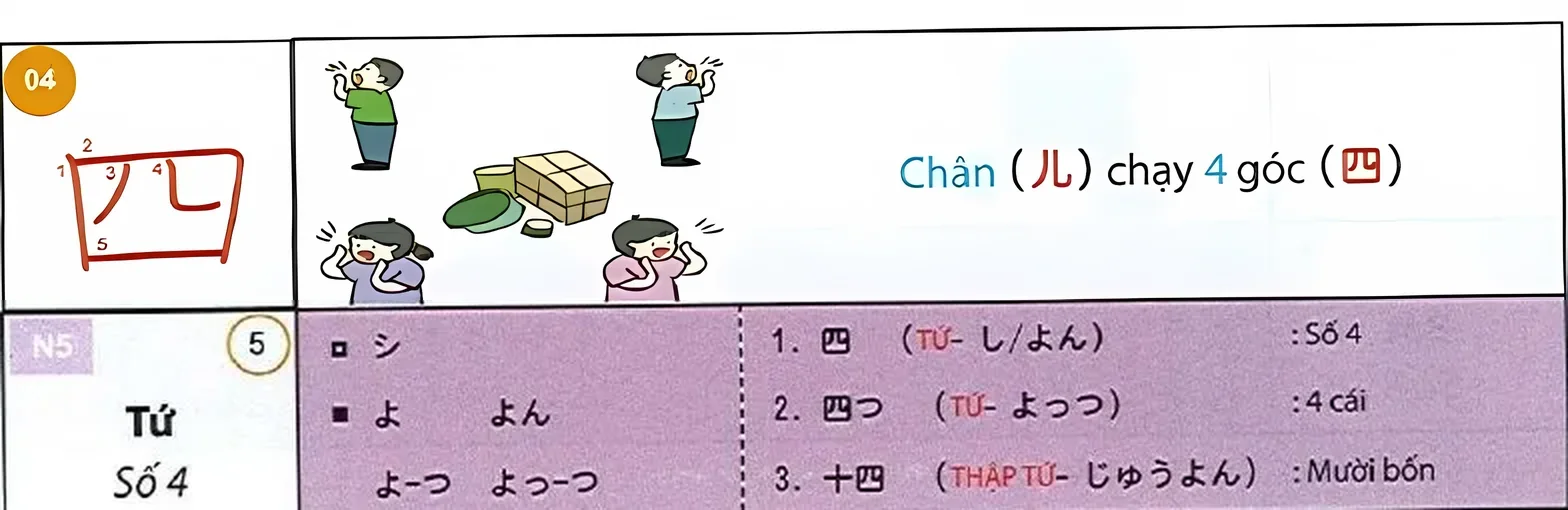 04
1 2 3 4 5
Chân (儿) chạy 4 góc (四)
N5 5
Tứ
Số 4
シ
よ よん
よ-つ よっ-つ
1. 四 (TỨ- し/よん) : Số 4
2. 四つ (TỨ- よっつ) : 4 cái
3. 十四 (THẬP TỨ- じゅうよん) : Mười bốn